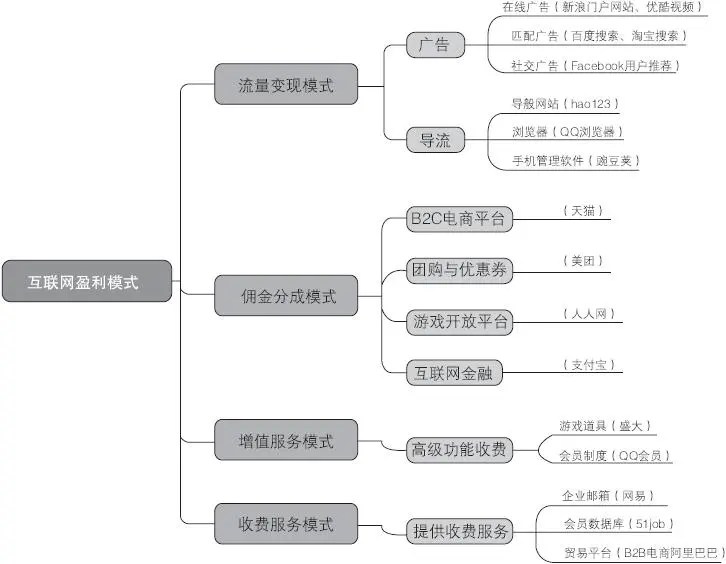 互联网盈利模式
流量变现模式
广告
在线广告（新浪门户网站、优酷视频）
匹配广告（百度搜索、淘宝搜索）
社交广告（Facebook用户推荐）
导流
导般网站（hao123）
浏览器（QQ浏览器）
手机管理软件（豌豆荚）
佣金分成模式
B2C电商平台
（天猫）
团购与优惠券
（美团）
游戏开放平台
（人人网）
互联网金融
（支付宝）
增值服务模式
高级功能收费
游戏道具（盛大）
会员制度（QQ会员）
收费服务模式
提供收费服务
企业邮箱（网易）
会员数据库（51job）
贸易平台（B2B电商阿里巴巴）